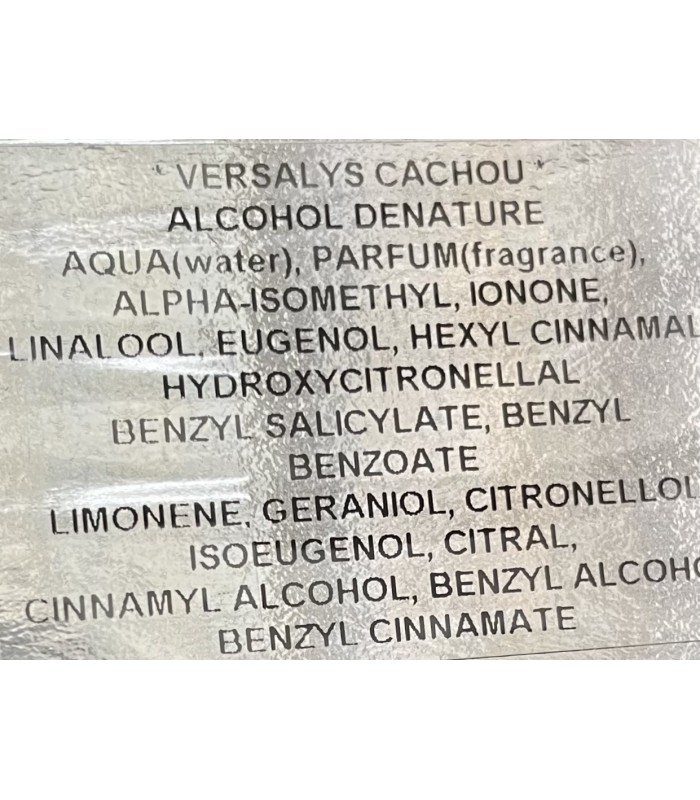 * VERSALYS CACHOU *
ALCOHOL DENATURE
AQUA(water), PARFUM(fragrance),
ALPHA-ISOMETHYL, IONONE,
LINALOOL, EUGENOL, HEXYL CINNAMAL
HYDROXYCITRONELLAL
BENZYL SALICYLATE, BENZYL
BENZOATE
LIMONENE, GERANIOL, CITRONELLOL
ISOEUGENOL, CITRAL,
CINNAMYL ALCOHOL, BENZYL ALCOHO
BENZYL CINNAMATE